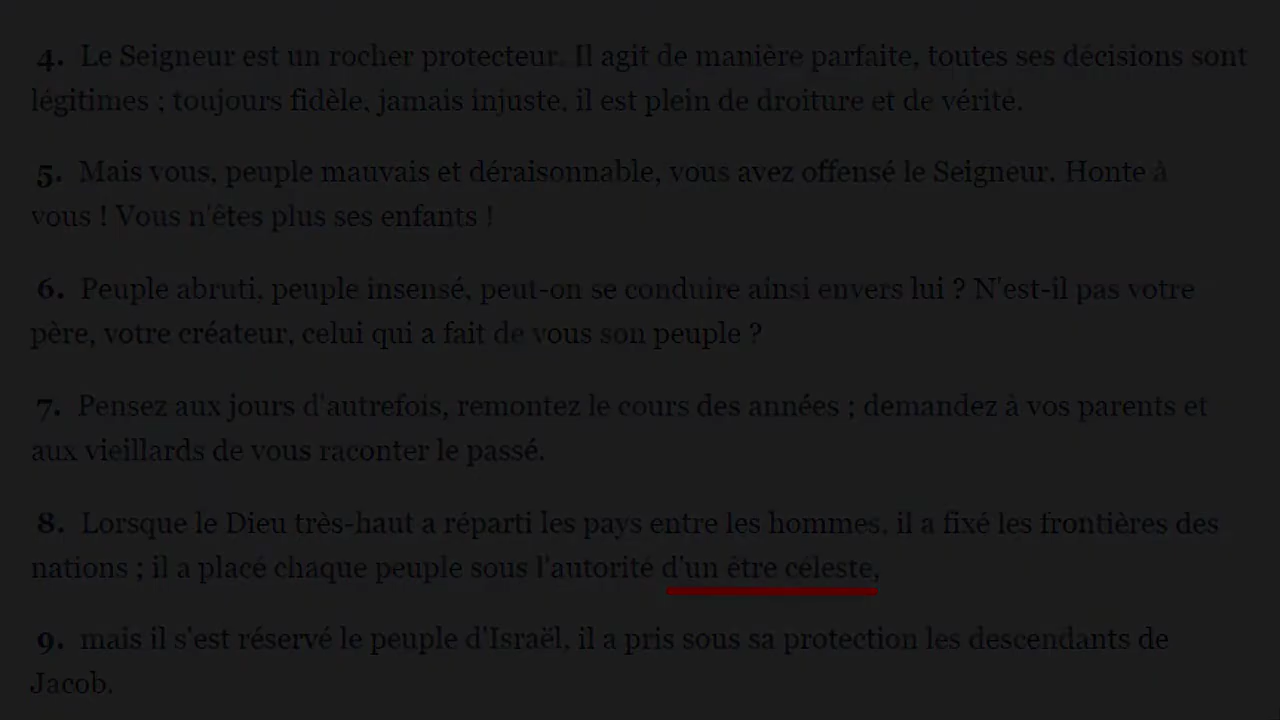 4. Le Seigneur est un rocher protecteur. Il agit de manière parfaite, toutes ses décisions sont
légitimes ; toujours fidèle, jamais injuste, il est plein de droiture et de vérité.
5. Mais vous, peuple mauvais et déraisonnable, vous avez offensé le Seigneur. Honte à
vous ! Vous n'êtes plus ses enfants !
6. Peuple abruti, peuple insensé, peut-on se conduire ainsi envers lui ? N'est-il pas votre
père, votre créateur, celui qui a fait de vous son peuple ?
7. Pensez aux jours d'autrefois, remontez le cours des années ; demandez à vos parents et
aux vieillards de vous raconter le passé.
8. Lorsque le Dieu très-haut a réparti les pays entre les hommes, il a fixé les frontières des
nations ; il a placé chaque peuple sous l'autorité d'un être céleste,
9. mais il s'est réservé le peuple d'Israël, il a pris sous sa protection les descendants de
Jacob.